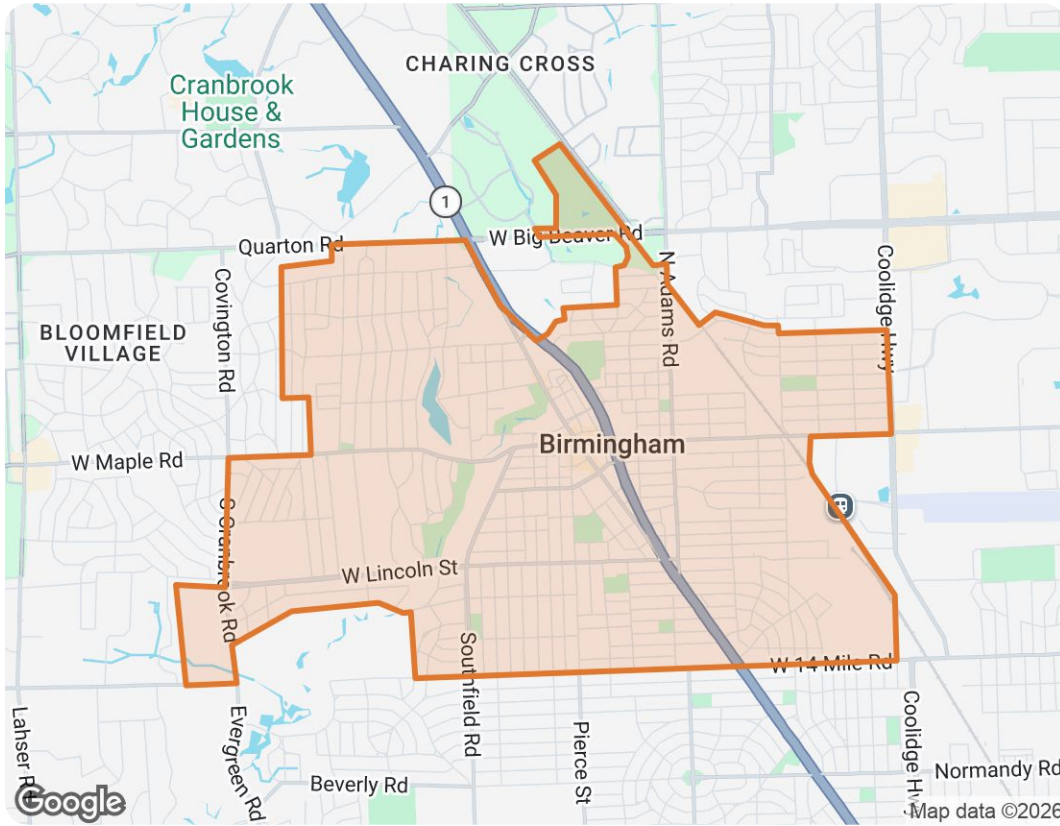 CHARING CROSS
Cranbrook
House &
Gardens
1
W Big Beaver Rd
Quarton Rd
N Adams Rd
Coolidge Hwy
Covington Rd
BLOOMFIELD
VILLAGE
Birmingham
W Maple Rd
S Cranbrook Rd
W Lincoln St
Southfield Rd
W 14 Mile Rd
Lahser Rd
Evergreen Rd
Pierce St
Coolidge Hwy
Beverly Rd
Normandy Rd
Google
Map data ©2026